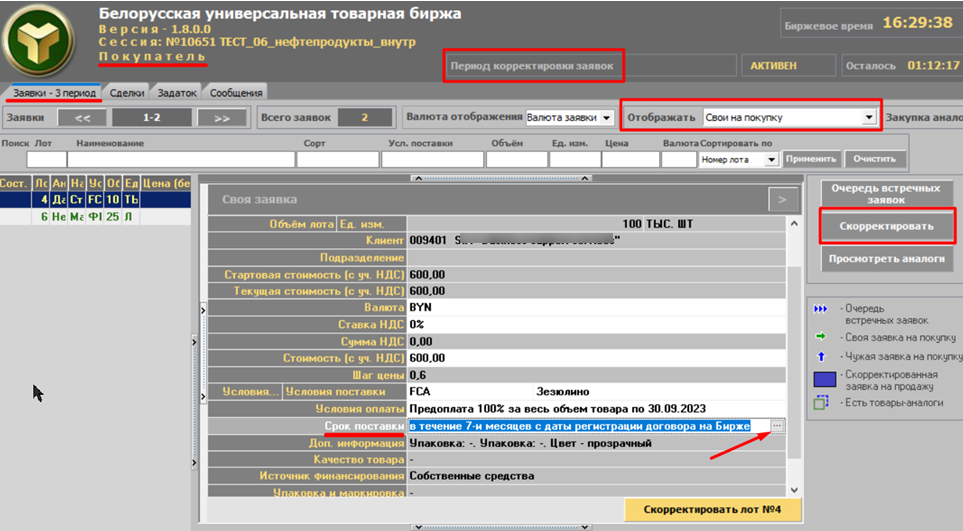 Белорусская универсальная товарная биржа
Версия - 1.8.0.0
Сессия: №10651 ТЕСТ_06_нефтепродукты_внутр
Покупатель
Биржевое время 16:29:38
Период корректировки заявок
АКТИВЕН
Осталось 01:12:17
Заявки - 3 период
Сделки
Задаток
Сообщения
Заявки << 1-2 >>
Всего заявок 2
Валюта отображения Валюта заявки
Отображать Свои на покупку
Закупка анало
Поиск Лот Наименование Сорт Усл. поставки Объём Ед. изм. Цена Валюта Сортировать по
Номер лота Применить Очистить
Сост. Лс Ан На Ус Об Ед Цена (бе
4 Да Ст FC 10 ТЬ
6 Не Ма ФІ 25 Л
Своя заявка >
Объём лота Ед. изм. 100 ТЫС. ШТ
Клиент 009401
Подразделение
Стартовая стоимость (с уч. НДС) 600,00
Текущая стоимость (с уч. НДС) 600,00
Валюта BYN
Ставка НДС 0%
Сумма НДС 0,00
Стоимость (с уч. НДС) 600,00
Шаг цены 0,6
Условия... Условия поставки FCA Зезюлино
Условия оплаты Предоплата 100% за весь объем товара по 30.09.2023
Срок поставки в течение 7-и месяцев с даты регистрации договора на Бирже ...
Доп. информация Упаковка: -. Упаковка: -. Цвет - прозрачный
Качество товара -
Источник финансирования Собственные средства
Упаковка и маркировка -
Скорректировать лот №4
Очередь встречных
заявок
Скорректировать
Просмотреть аналоги
- Очередь
встречных заявок
- Своя заявка на покупку
- Чужая заявка на покупку
- Скорректированная
заявка на продажу
- Есть товары-аналоги